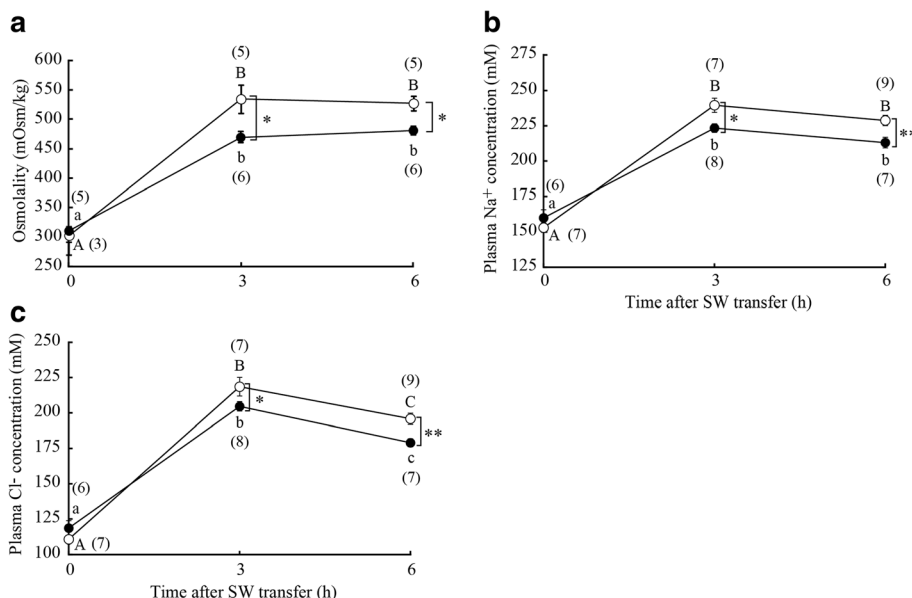 a
Osmolality (mOsm/kg)
600
550
500
450
400
350
300
250
(5)
B
(5)
B
*
*
b
(6)
b
(6)
(5)
a
A (3)
0
3
6
b
Plasma Na+ concentration (mM)
275
250
225
200
175
150
125
(7)
B
(9)
B
*
**
b
(8)
b
(7)
(6)
a
A (7)
0
3
6
Time after SW transfer (h)
c
Plasma Cl- concentration (mM)
250
225
200
175
150
125
100
(7)
B
(9)
C
*
**
b
(8)
c
(7)
(6)
a
A (7)
0
3
6
Time after SW transfer (h)